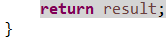 return result;
}